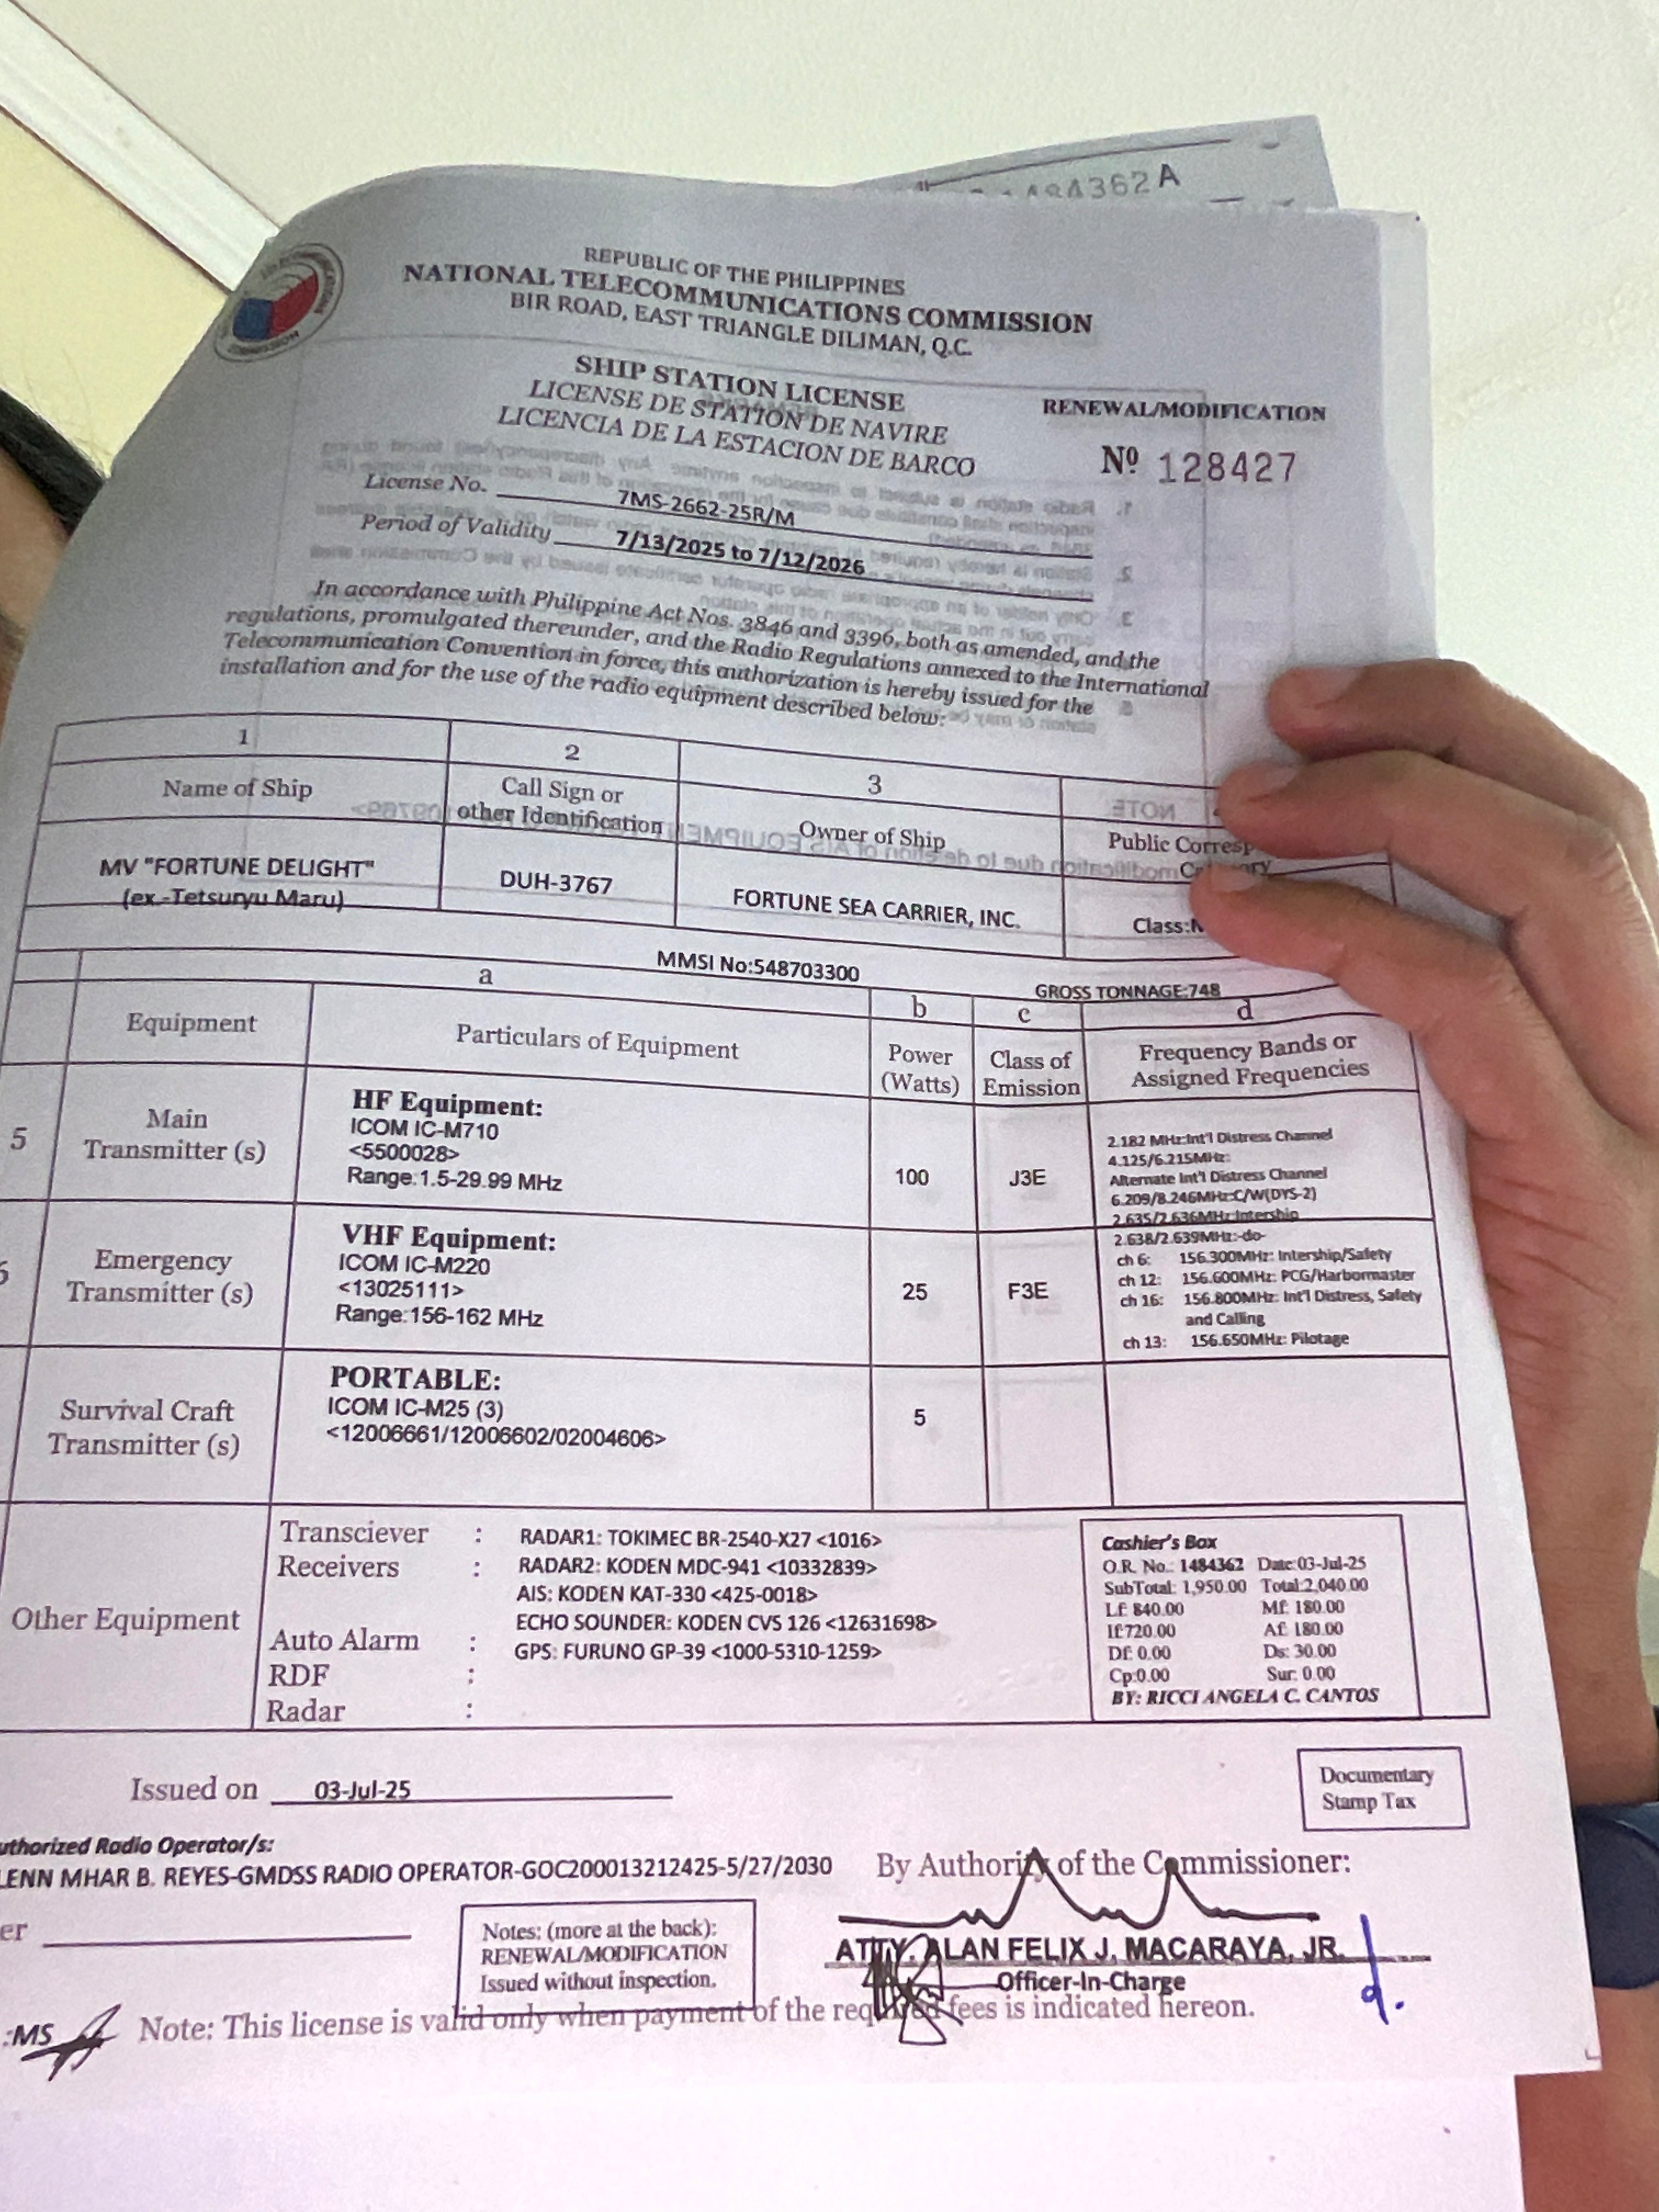 484362 A
REPUBLIC OF THE PHILIPPINES
NATIONAL TELECOMMUNICATIONS COMMISSION
BIR ROAD, EAST TRIANGLE DILIMAN, Q.C.
SHIP STATION LICENSE
LICENSE DE STATION DE NAVIRE
LICENCIA DE LA ESTACION DE BARCO
RENEWAL/MODIFICATION
Nº 128427
License No. 7MS-2662-25R/M
Period of Validity 7/13/2025 to 7/12/2026
In accordance with Philippine Act Nos. 3846 and 3396, both as amended, and the
regulations, promulgated thereunder, and the Radio Regulations annexed to the International
Telecommunication Convention in force, this authorization is hereby issued for the
installation and for the use of the radio equipment described below:
1
2
3
Name of Ship
Call Sign or
other Identification
Owner of Ship
Public Corresp
MV "FORTUNE DELIGHT"
(ex.-Tetsuryu Maru)
DUH-3767
FORTUNE SEA CARRIER, INC.
Class:
MMSI No:548703300
GROSS TONNAGE:748
a
b
c
d
Equipment
Particulars of Equipment
Power
(Watts)
Class of
Emission
Frequency Bands or
Assigned Frequencies
5
Main
Transmitter (s)
HF Equipment:
ICOM IC-M710
<5500028>
Range:1.5-29.99 MHz
100
J3E
2.182 MHz:Int'l Distress Channel
4.125/6.215MHz:
Alternate Int'l Distress Channel
6.209/8.246MHz:C/W(DYS-2)
2.635/2.636MHz:Intership
2.638/2.639MHz:-do-
Emergency
Transmitter (s)
VHF Equipment:
ICOM IC-M220
<13025111>
Range:156-162 MHz
25
F3E
ch 6: 156.300MHz: Intership/Safety
ch 12: 156.600MHz: PCG/Harbormaster
ch 16: 156.800MHz: Int'l Distress, Safety
and Calling
ch 13: 156.650MHz: Pilotage
Survival Craft
Transmitter (s)
PORTABLE:
ICOM IC-M25 (3)
<12006661/12006602/02004606>
5
Other Equipment
Transciever :
Receivers :
Auto Alarm :
RDF :
Radar :
RADAR1: TOKIMEC BR-2540-X27 <1016>
RADAR2: KODEN MDC-941 <10332839>
AIS: KODEN KAT-330 <425-0018>
ECHO SOUNDER: KODEN CVS 126 <12631698>
GPS: FURUNO GP-39 <1000-5310-1259>
Cashier's Box
O.R. No.: 1484362 Date:03-Jul-25
SubTotal: 1,950.00 Total:2,040.00
Lf: 840.00 Mf: 180.00
If:720.00 Af: 180.00
Df: 0.00 Ds: 30.00
Cp:0.00 Sur: 0.00
BY: RICCI ANGELA C. CANTOS
Issued on 03-Jul-25
Documentary
Stamp Tax
uthorized Radio Operator/s:
LENN MHAR B. REYES-GMDSS RADIO OPERATOR-GOC200013212425-5/27/2030
By Authority of the Commissioner:
er
Notes: (more at the back):
RENEWAL/MODIFICATION
Issued without inspection.
ATTY. ALAN FELIX J. MACARAYA, JR.
Officer-In-Charge
:MS
Note: This license is valid only when payment of the required fees is indicated hereon.